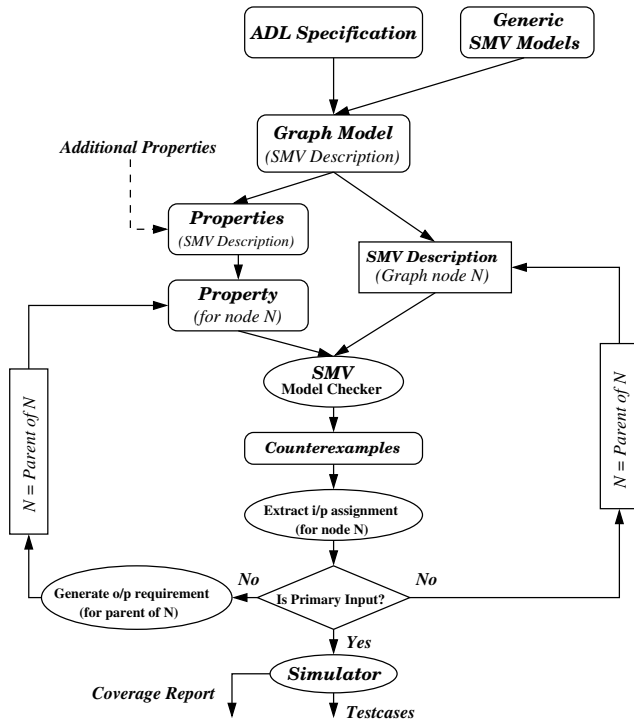 ADL Specification
Generic
SMV Models
Graph Model
(SMV Description)
Additional Properties
Properties
(SMV Description)
SMV Description
(Graph node N)
Property
(for node N)
SMV
Model Checker
N = Parent of N
N = Parent of N
Counterexamples
Extract i/p assignment
(for node N)
Generate o/p requirement
(for parent of N)
No
Is Primary Input?
No
Yes
Simulator
Coverage Report
Testcases